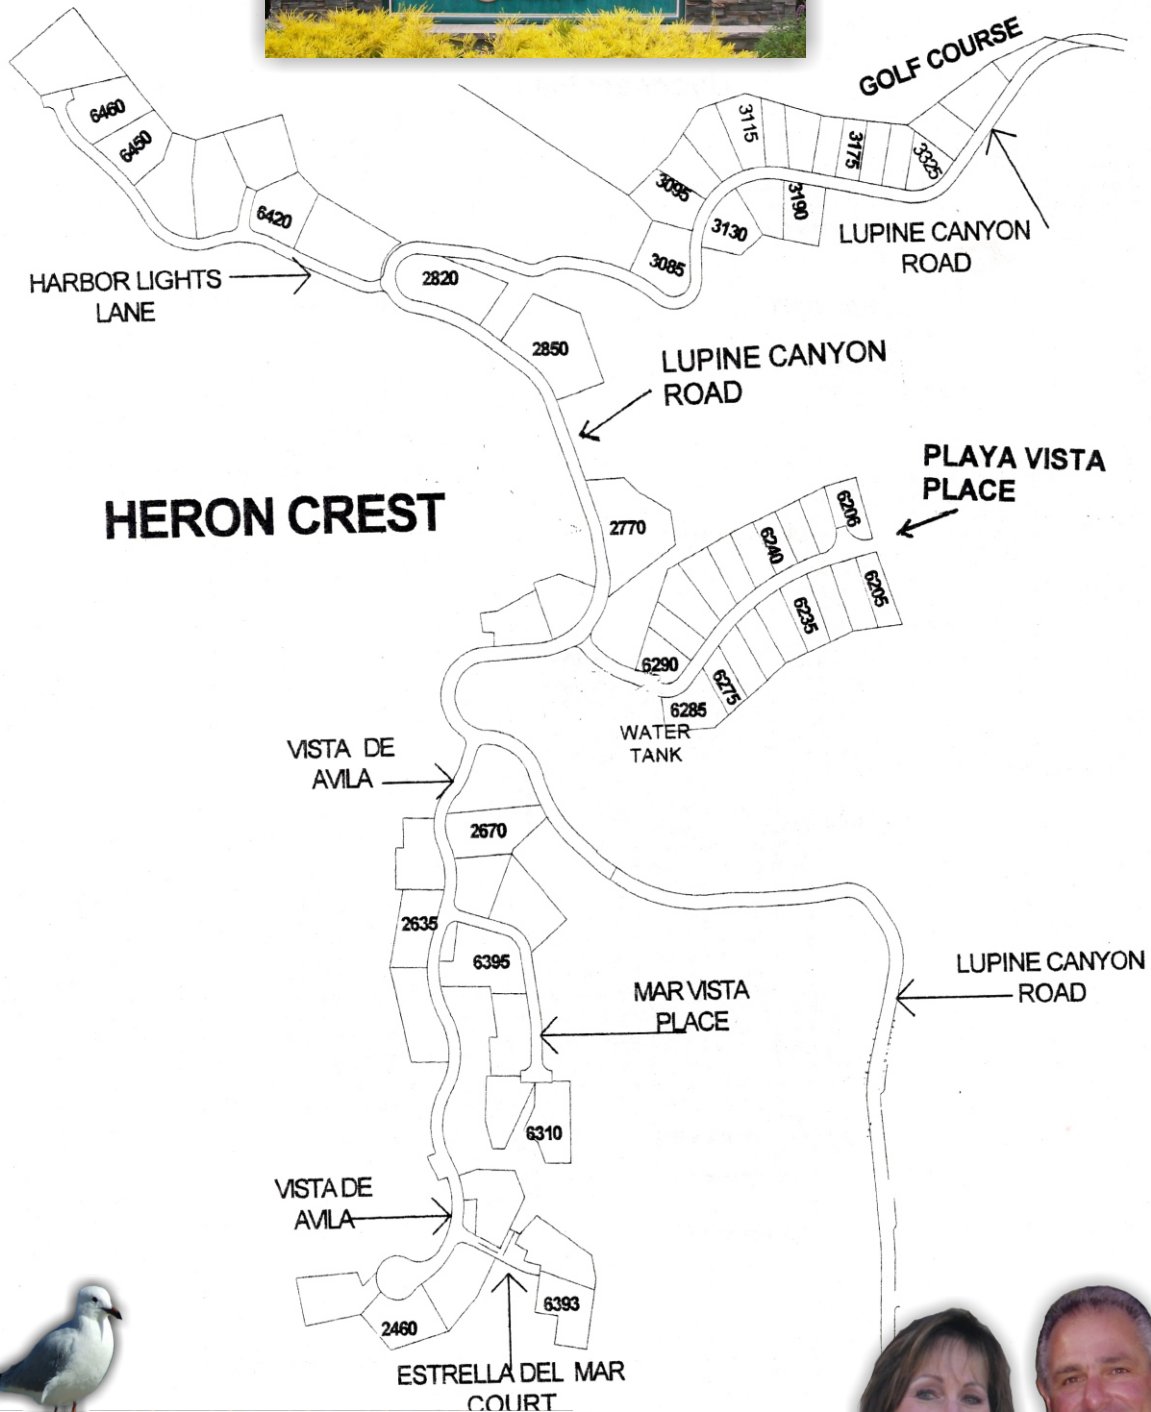 GOLF COURSE
6460
6450
6420
3115
3175
3325
3095
3190
3130
3085
LUPINE CANYON
ROAD
HARBOR LIGHTS
LANE
2820
2850
LUPINE CANYON
ROAD
PLAYA VISTA
PLACE
HERON CREST
2770
6206
6240
6205
6235
6290
6275
6285
WATER
TANK
VISTA DE
AVILA
2670
2635
6395
LUPINE CANYON
ROAD
MAR VISTA
PLACE
6310
VISTA DE
AVILA
6393
2460
ESTRELLA DEL MAR
COURT